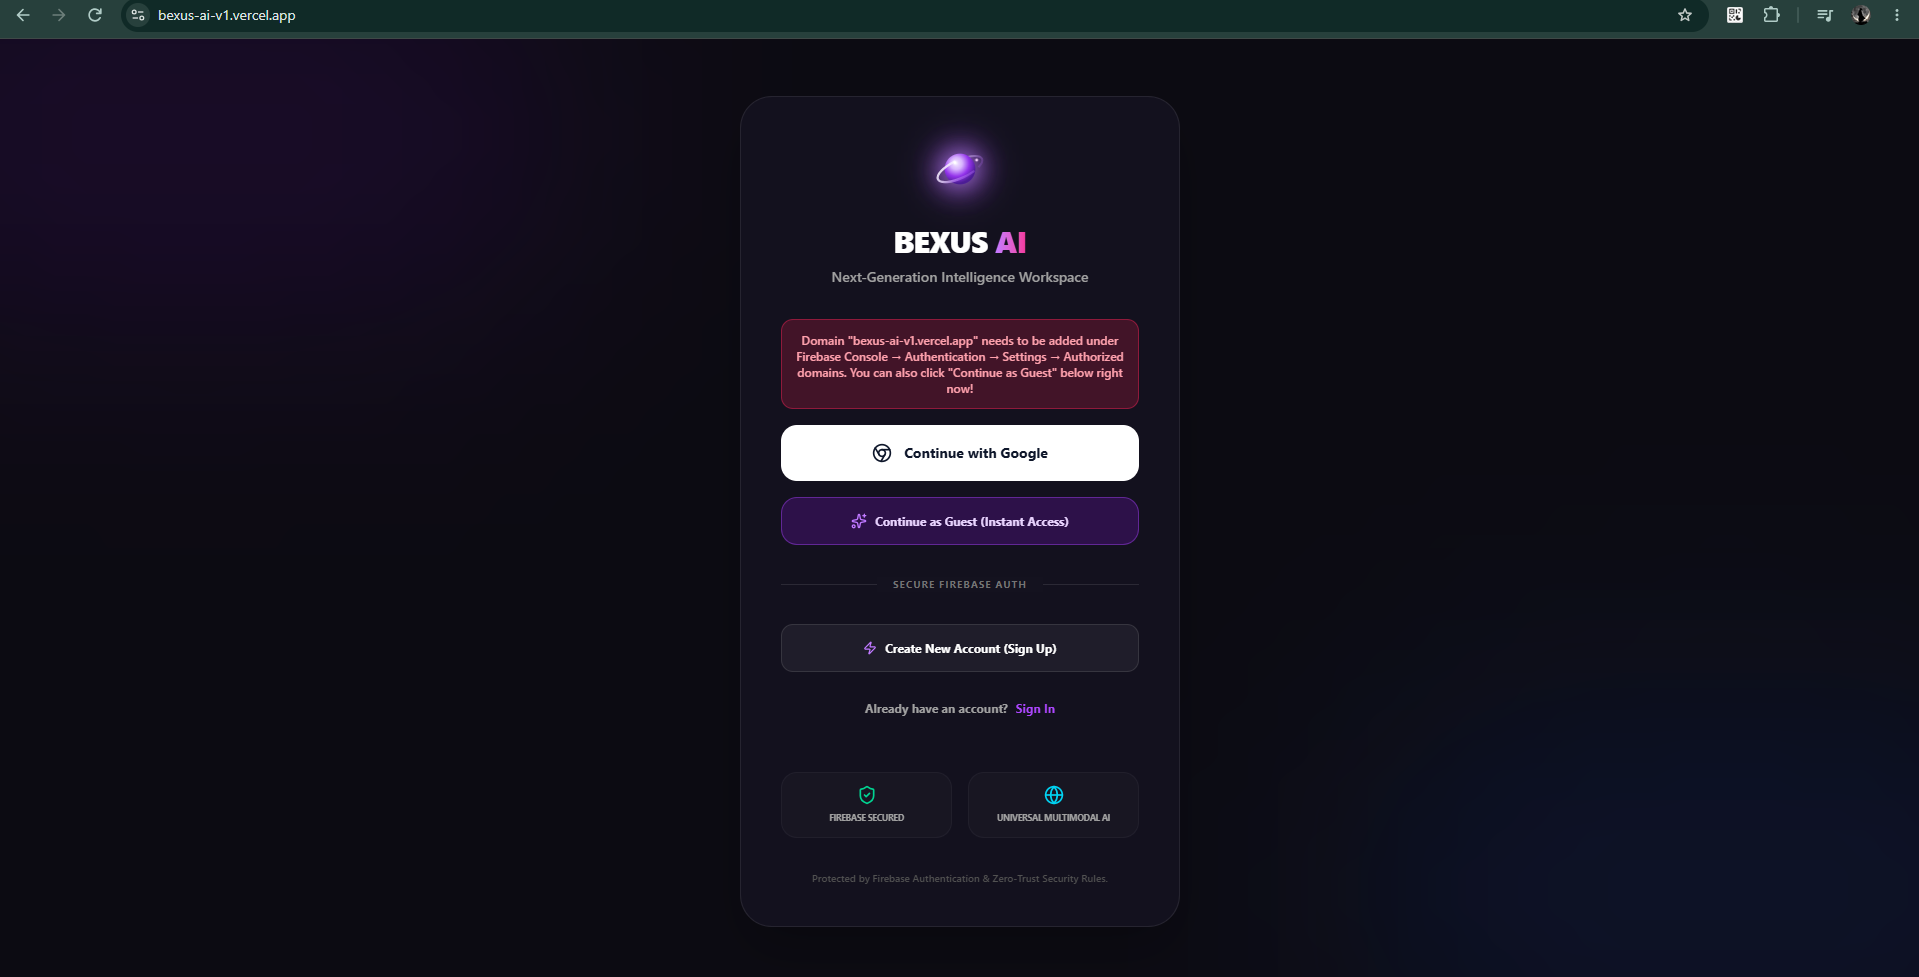 bexus-ai-v1.vercel.app
BEXUS AI
Next-Generation Intelligence Workspace
Domain "bexus-ai-v1.vercel.app" needs to be added under
Firebase Console → Authentication → Settings → Authorized
domains. You can also click "Continue as Guest" below right
now!
Continue with Google
Continue as Guest (Instant Access)
SECURE FIREBASE AUTH
Create New Account (Sign Up)
Already have an account? Sign In
FIREBASE SECURED
UNIVERSAL MULTIMODAL AI
Protected by Firebase Authentication & Zero-Trust Security Rules.